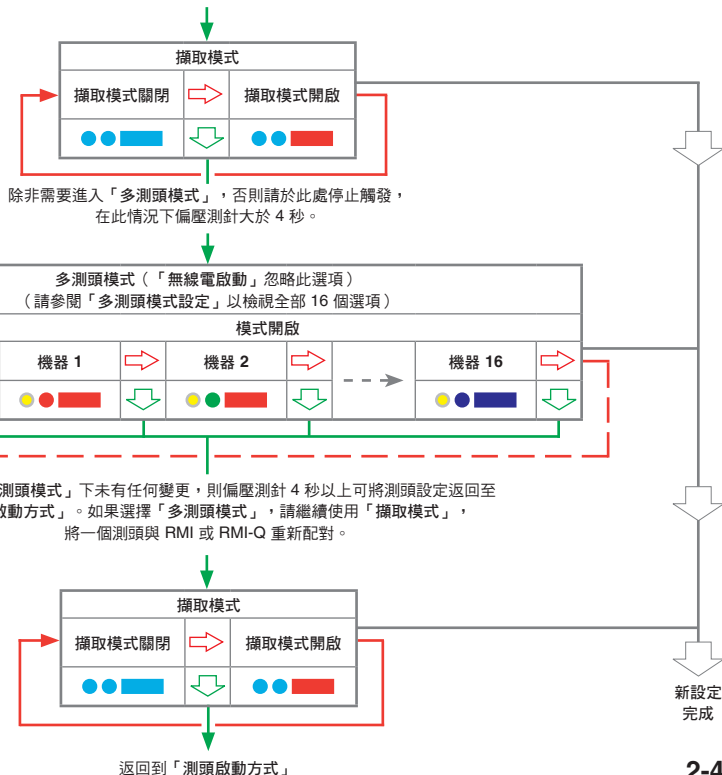 擷取模式
擷取模式關閉
擷取模式開啟
除非需要進入「多測頭模式」，否則請於此處停止觸發，
在此情況下偏壓測針大於 4 秒。
多測頭模式（「無線電啟動」忽略此選項）
（請參閱「多測頭模式設定」以檢視全部 16 個選項）
模式開啟
機器 1
機器 2
機器 16
測頭模式」下未有任何變更，則偏壓測針 4 秒以上可將測頭設定返回至
啟動方式」。如果選擇「多測頭模式」，請繼續使用「擷取模式」，
將一個測頭與 RMI 或 RMI-Q 重新配對。
擷取模式
擷取模式關閉
擷取模式開啟
新設定
完成
返回到「測頭啟動方式」
2-4